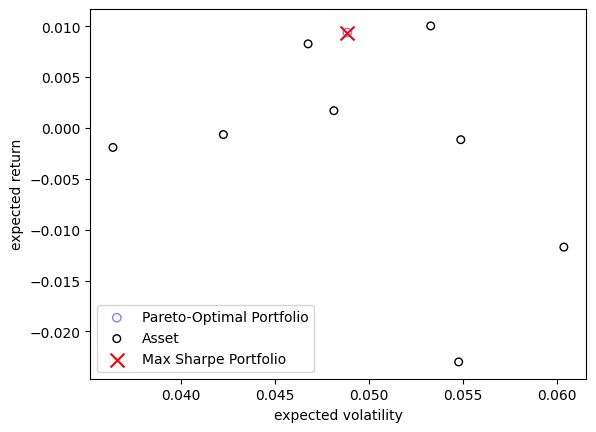 0.010
0.005
0.000
−0.005
−0.010
−0.015
−0.020
expected return
Pareto-Optimal Portfolio
Asset
Max Sharpe Portfolio
0.040 0.045 0.050 0.055 0.060
expected volatility